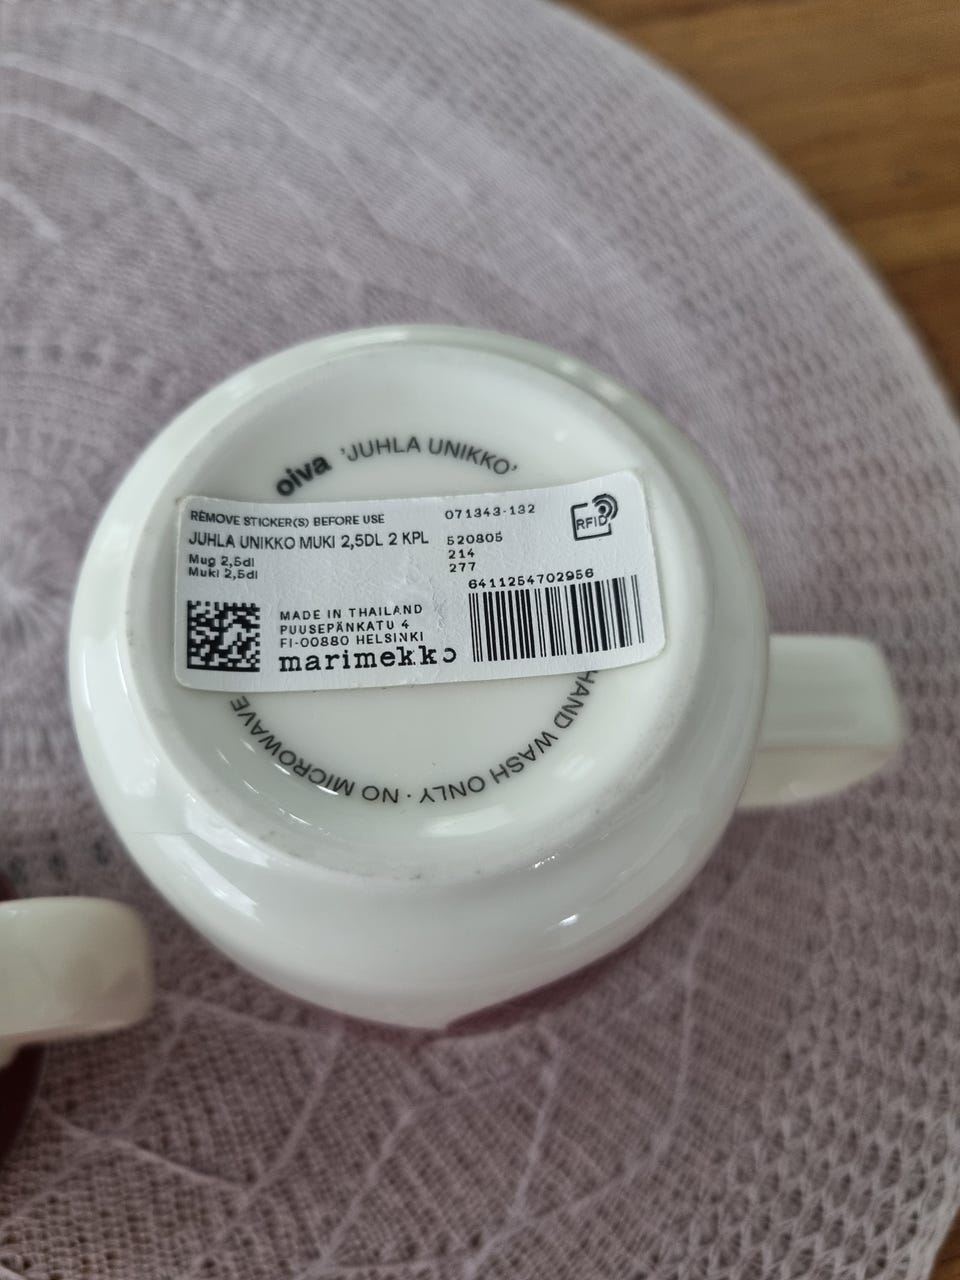 oiva 'JUHLA UNIKKO'
REMOVE STICKER(S) BEFORE USE
JUHLA UNIKKO MUKI 2,5DL 2 KPL
Mug 2,5dl
Muki 2,5dl
071343-132
520805
214
277
RFID
6411254702956
MADE IN THAILAND
PUUSEPÄNKATU 4
FI-00880 HELSINKI
marimekko
HAND WASH ONLY · NO MICROWAVE